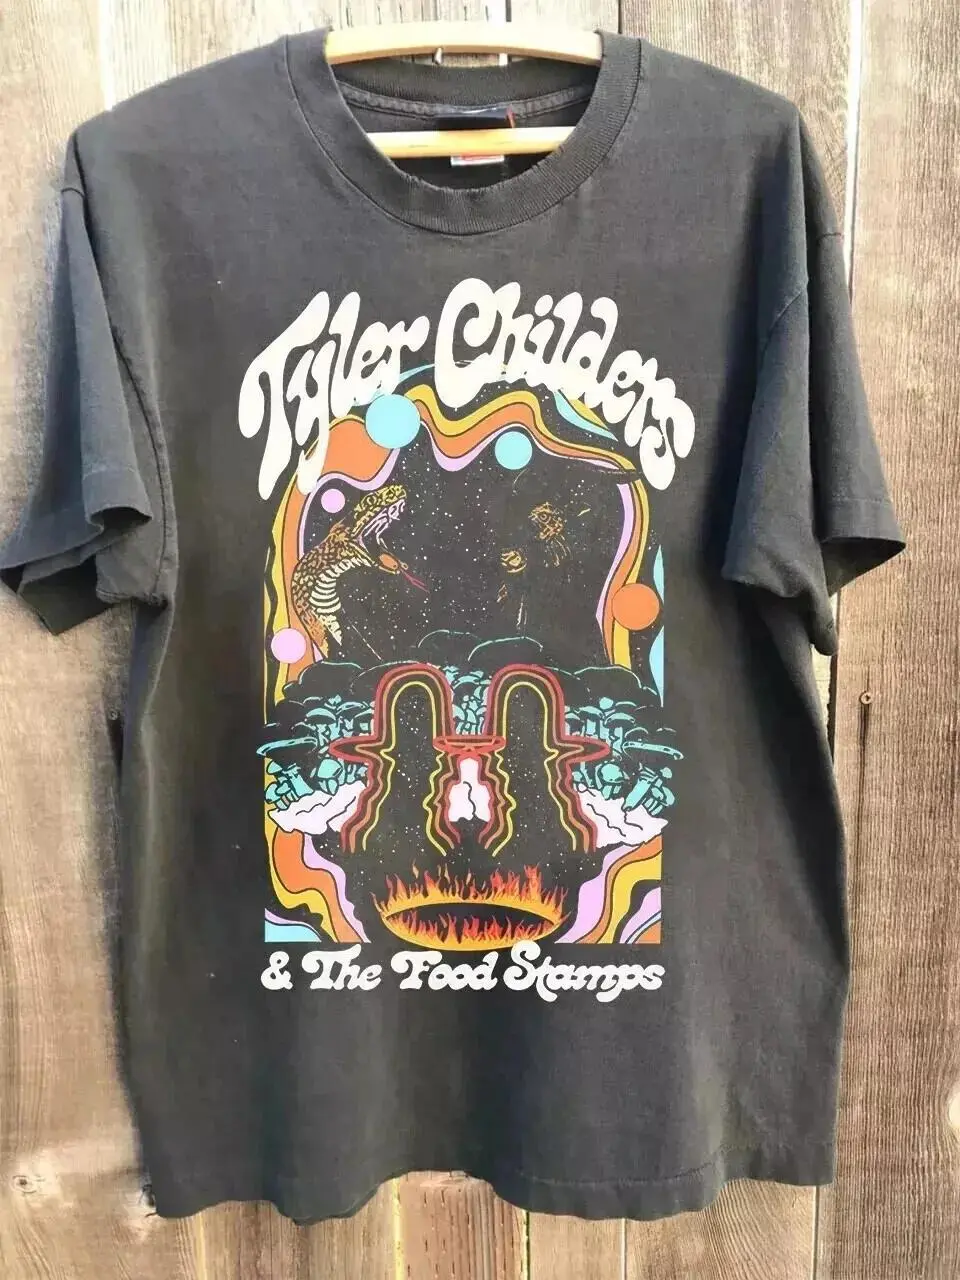 Tyler Childers
& The Food Stamps